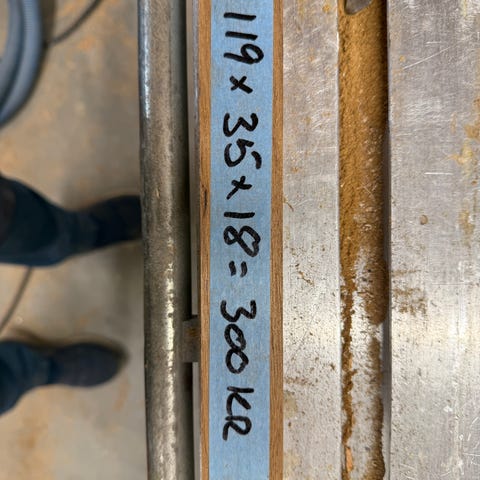 119 x 35 x 18 = 300 KR